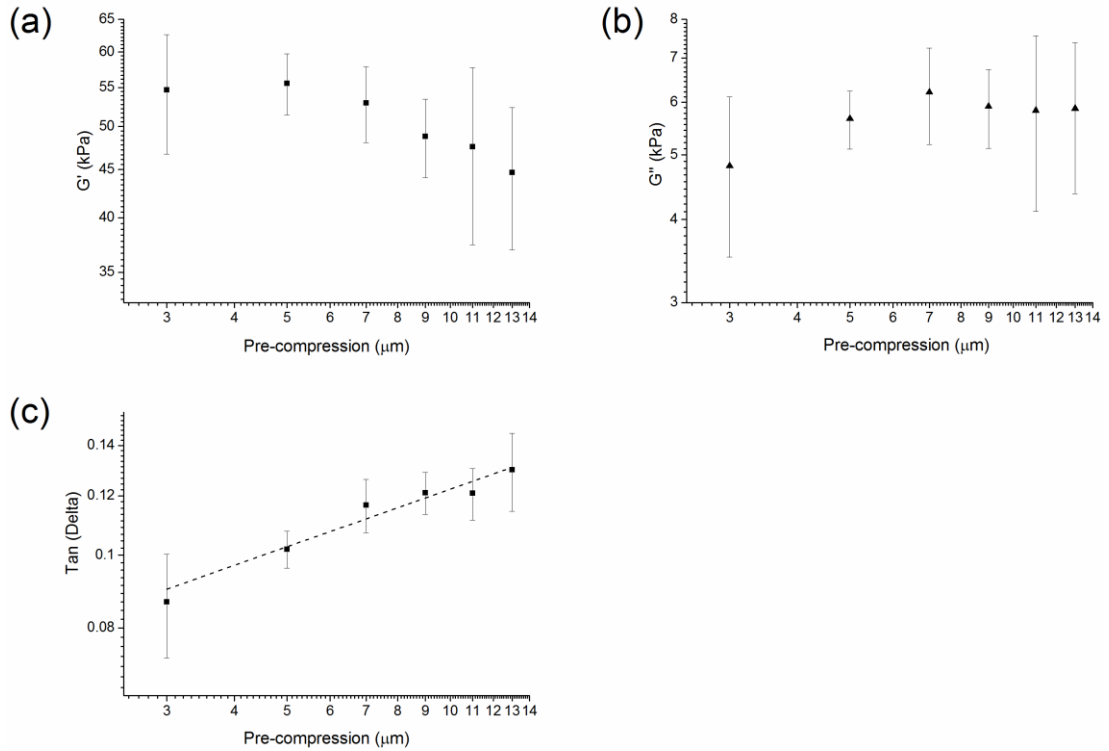 (a)
65
60
55
50
45
40
35
G' (kPa)
3 4 5 6 7 8 9 10 11 12 13 14
Pre-compression (μm)
(b)
8
7
6
5
4
3
G'' (kPa)
3 4 5 6 7 8 9 10 11 12 13 14
Pre-compression (μm)
(c)
0.14
0.12
0.1
0.08
Tan (Delta)
3 4 5 6 7 8 9 10 11 12 13 14
Pre-compression (μm)